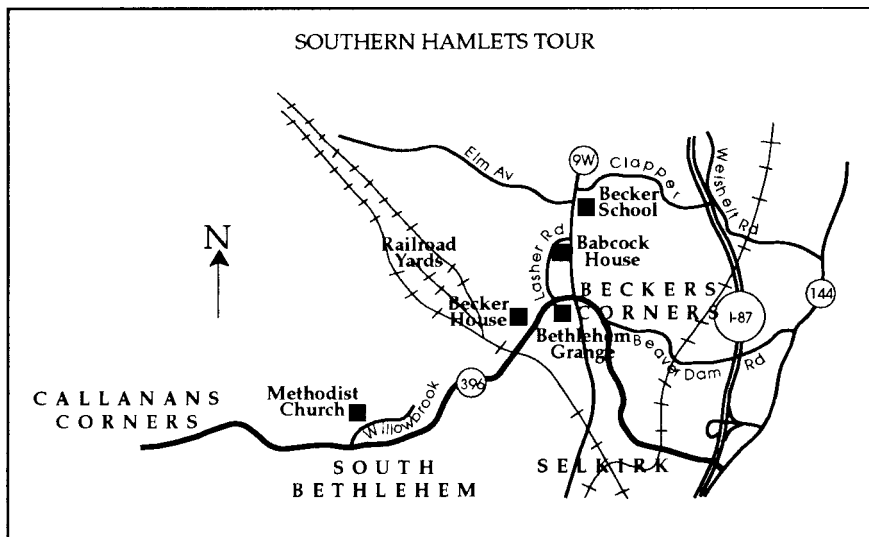 SOUTHERN HAMLETS TOUR
9W
Elm Av
Clapper
Weishelt Rd
Becker
School
N
Railroad
Yards
Lasher Rd
Babcock
House
BECKERS
CORNERS
144
I-87
Becker
House
Bethlehem
Grange
Beaver Dam Rd
396
CALLANANS
CORNERS
Methodist
Church
Willowbrook
SOUTH
BETHLEHEM
SELKIRK